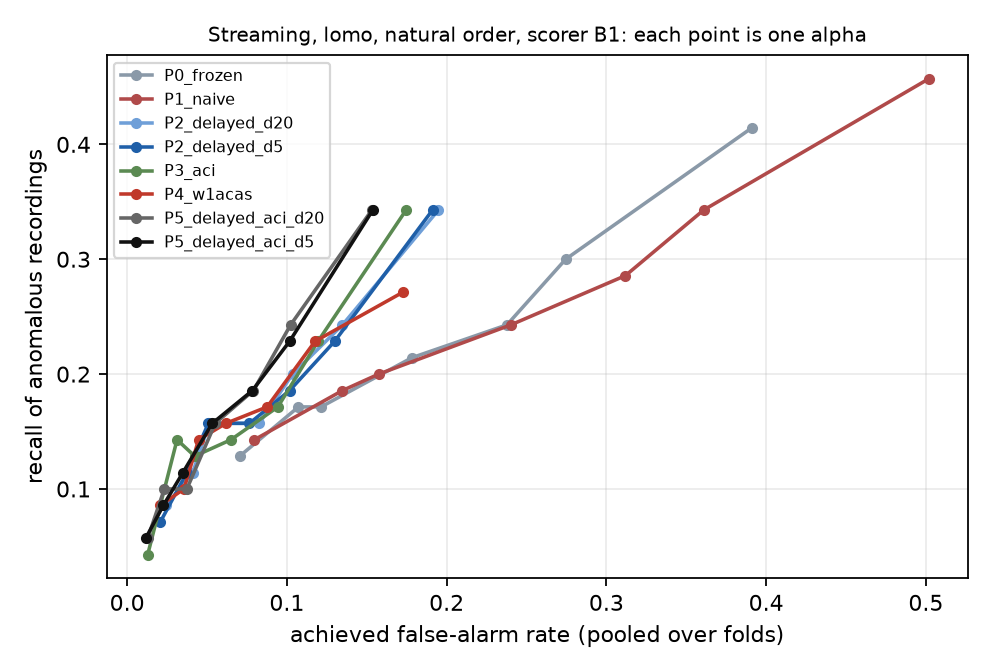 Streaming, lomo, natural order, scorer B1: each point is one alpha
P0_frozen
P1_naive
P2_delayed_d20
P2_delayed_d5
P3_aci
P4_w1acas
P5_delayed_aci_d20
P5_delayed_aci_d5
recall of anomalous recordings
0.4
0.3
0.2
0.1
0.0 0.1 0.2 0.3 0.4 0.5
achieved false-alarm rate (pooled over folds)